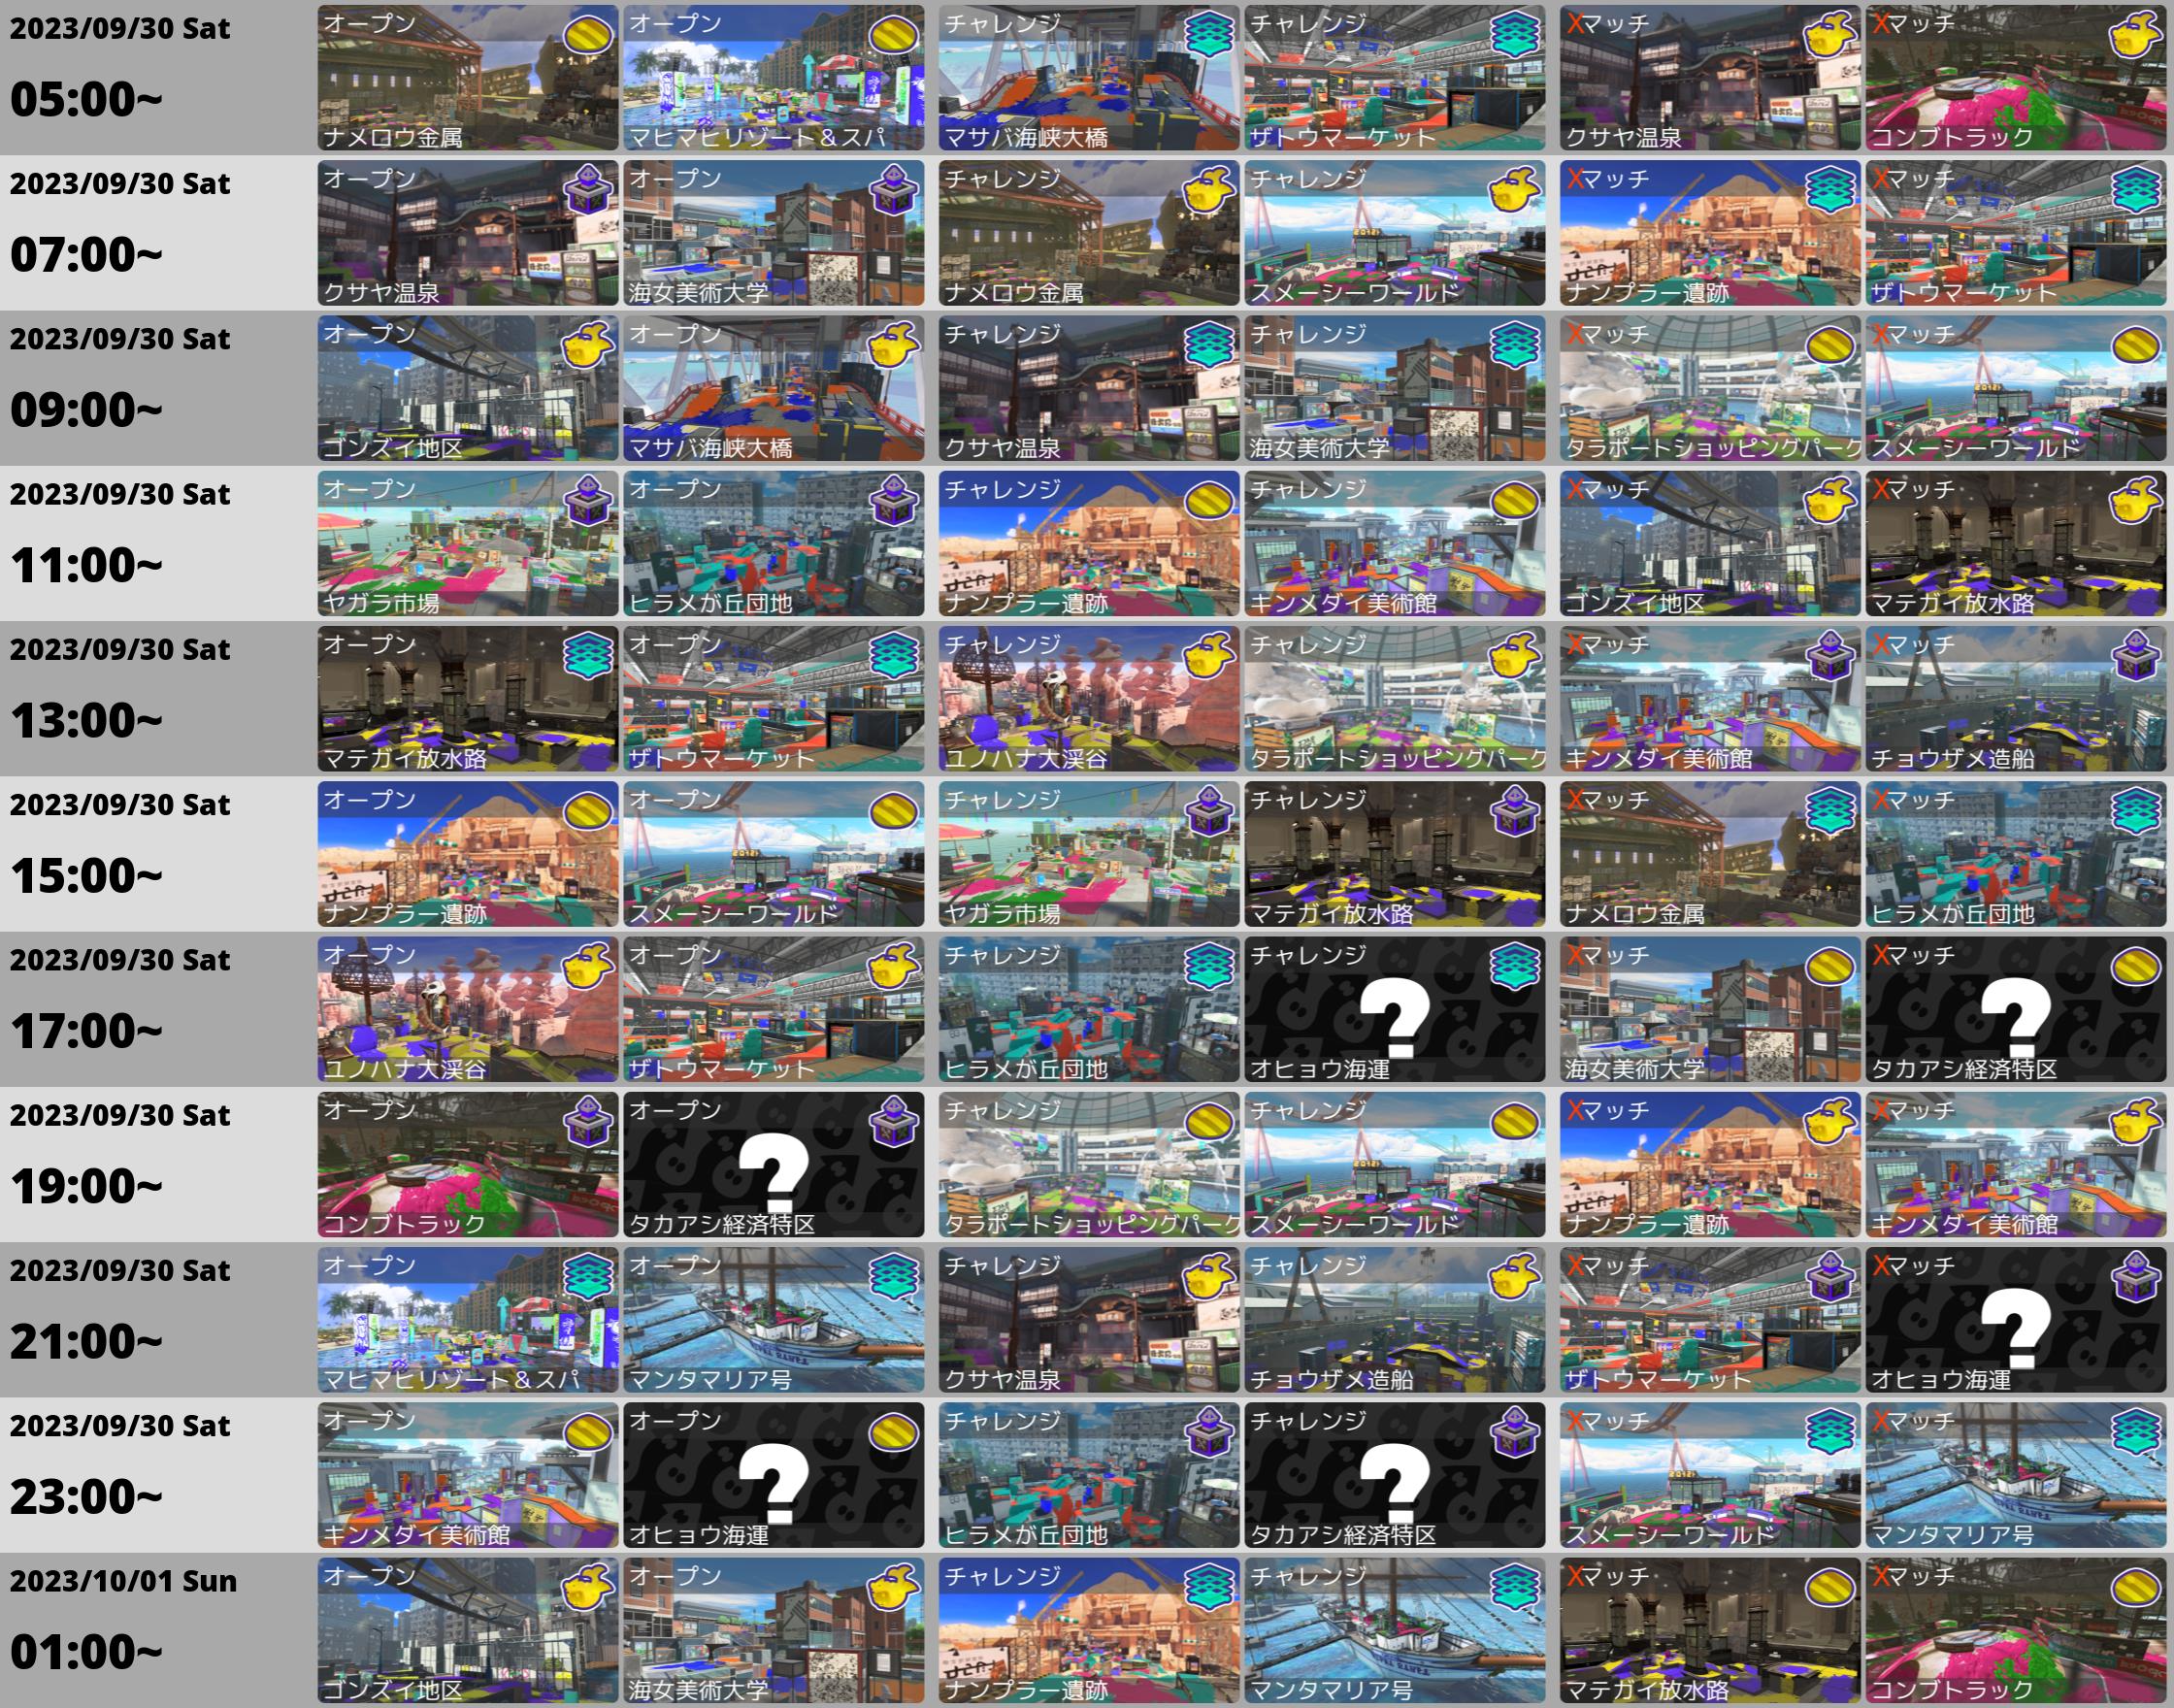 2023/09/30 Sat
05:00~
オープン オープン チャレンジ チャレンジ Xマッチ Xマッチ
ナメロウ金属 マヒマヒリゾート＆スパ マサバ海峡大橋 ザトウマーケット クサヤ温泉 コンブトラック
2023/09/30 Sat
07:00~
オープン オープン チャレンジ チャレンジ Xマッチ Xマッチ
クサヤ温泉 海女美術大学 ナメロウ金属 スメーシーワールド ナンプラー遺跡 ザトウマーケット
2023/09/30 Sat
09:00~
オープン オープン チャレンジ チャレンジ Xマッチ Xマッチ
ゴンズイ地区 マサバ海峡大橋 クサヤ温泉 海女美術大学 タラポートショッピングパーク スメーシーワールド
2023/09/30 Sat
11:00~
オープン オープン チャレンジ チャレンジ Xマッチ Xマッチ
ヤガラ市場 ヒラメが丘団地 ナンプラー遺跡 キンメダイ美術館 ゴンズイ地区 マテガイ放水路
2023/09/30 Sat
13:00~
オープン オープン チャレンジ チャレンジ Xマッチ Xマッチ
マテガイ放水路 ザトウマーケット ユノハナ大渓谷 タラポートショッピングパーク キンメダイ美術館 チョウザメ造船
2023/09/30 Sat
15:00~
オープン オープン チャレンジ チャレンジ Xマッチ Xマッチ
ナンプラー遺跡 スメーシーワールド ヤガラ市場 マテガイ放水路 ナメロウ金属 ヒラメが丘団地
2023/09/30 Sat
17:00~
オープン オープン チャレンジ チャレンジ Xマッチ Xマッチ
? ?
ユノハナ大渓谷 ザトウマーケット ヒラメが丘団地 オヒョウ海運 海女美術大学 タカアシ経済特区
2023/09/30 Sat
19:00~
オープン オープン チャレンジ チャレンジ Xマッチ Xマッチ
?
コンブトラック タカアシ経済特区 タラポートショッピングパーク スメーシーワールド ナンプラー遺跡 キンメダイ美術館
2023/09/30 Sat
21:00~
オープン オープン チャレンジ チャレンジ Xマッチ Xマッチ
?
マヒマヒリゾート＆スパ マンタマリア号 クサヤ温泉 チョウザメ造船 ザトウマーケット オヒョウ海運
2023/09/30 Sat
23:00~
オープン オープン チャレンジ チャレンジ Xマッチ Xマッチ
? ?
キンメダイ美術館 オヒョウ海運 ヒラメが丘団地 タカアシ経済特区 スメーシーワールド マンタマリア号
2023/10/01 Sun
01:00~
オープン オープン チャレンジ チャレンジ Xマッチ Xマッチ
ゴンズイ地区 海女美術大学 ナンプラー遺跡 マンタマリア号 マテガイ放水路 コンブトラック